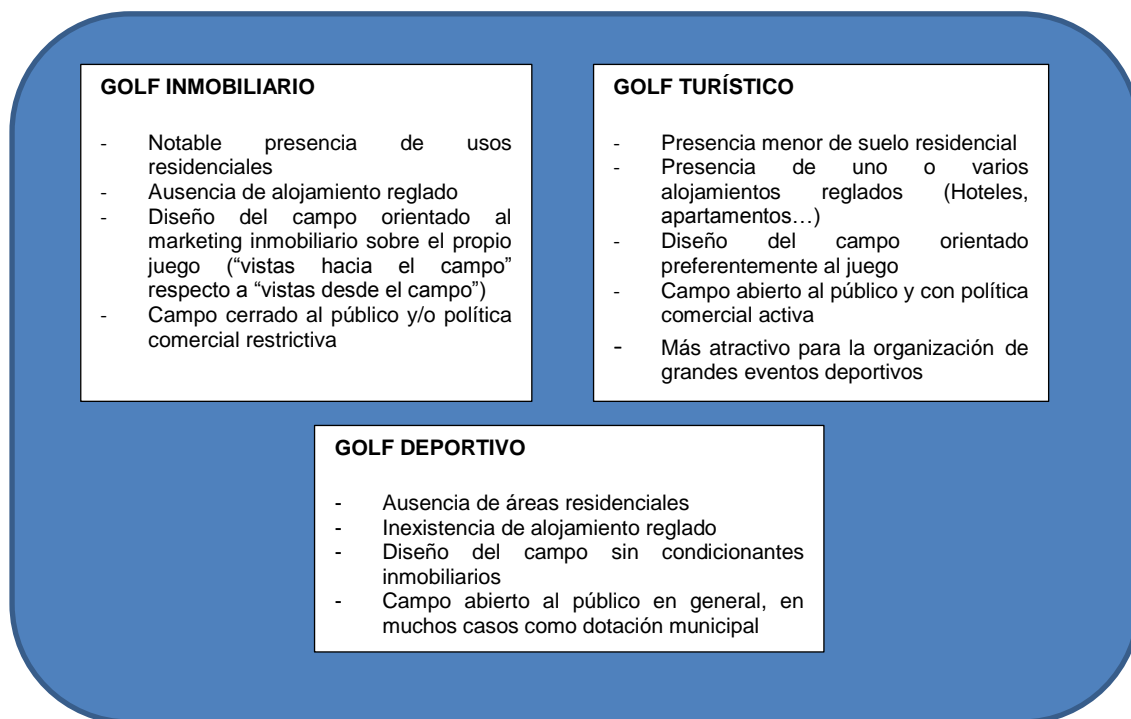 GOLF INMOBILIARIO
- Notable presencia de usos
residenciales
- Ausencia de alojamiento reglado
- Diseño del campo orientado al
marketing inmobiliario sobre el propio
juego (“vistas hacia el campo”
respecto a “vistas desde el campo”)
- Campo cerrado al público y/o política
comercial restrictiva
GOLF TURÍSTICO
- Presencia menor de suelo residencial
- Presencia de uno o varios
alojamientos reglados (Hoteles,
apartamentos…)
- Diseño del campo orientado
preferentemente al juego
- Campo abierto al público y con política
comercial activa
- Más atractivo para la organización de
grandes eventos deportivos
GOLF DEPORTIVO
- Ausencia de áreas residenciales
- Inexistencia de alojamiento reglado
- Diseño del campo sin condicionantes
inmobiliarios
- Campo abierto al público en general, en
muchos casos como dotación municipal